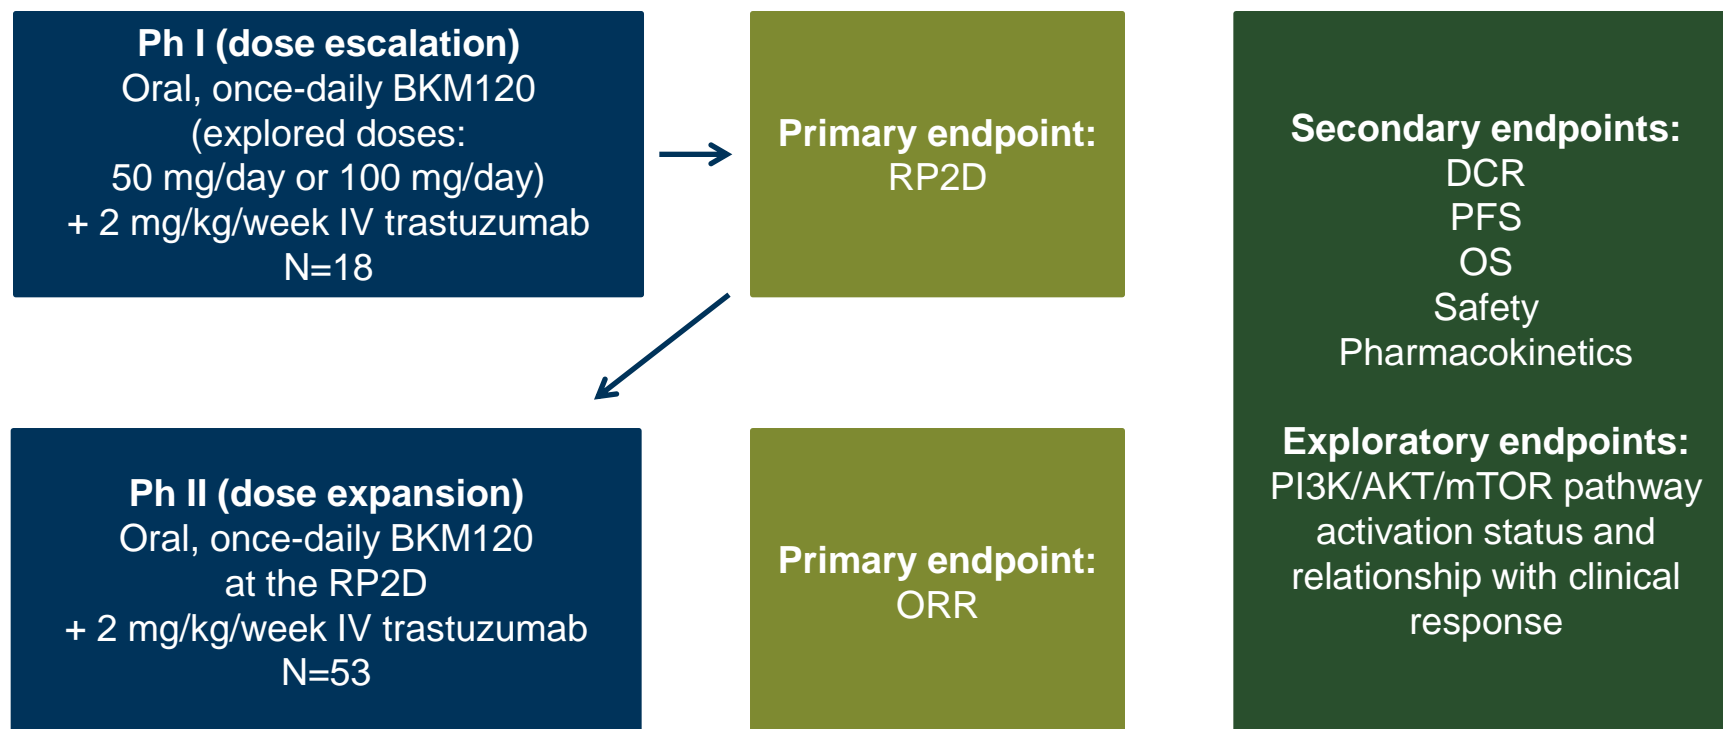 Ph I (dose escalation)
Oral, once-daily BKM120
(explored doses:
50 mg/day or 100 mg/day)
+ 2 mg/kg/week IV trastuzumab
N=18
Primary endpoint:
RP2D
Ph II (dose expansion)
Oral, once-daily BKM120
at the RP2D
+ 2 mg/kg/week IV trastuzumab
N=53
Primary endpoint:
ORR
Secondary endpoints:
DCR
PFS
OS
Safety
Pharmacokinetics
Exploratory endpoints:
PI3K/AKT/mTOR pathway
activation status and
relationship with clinical
response